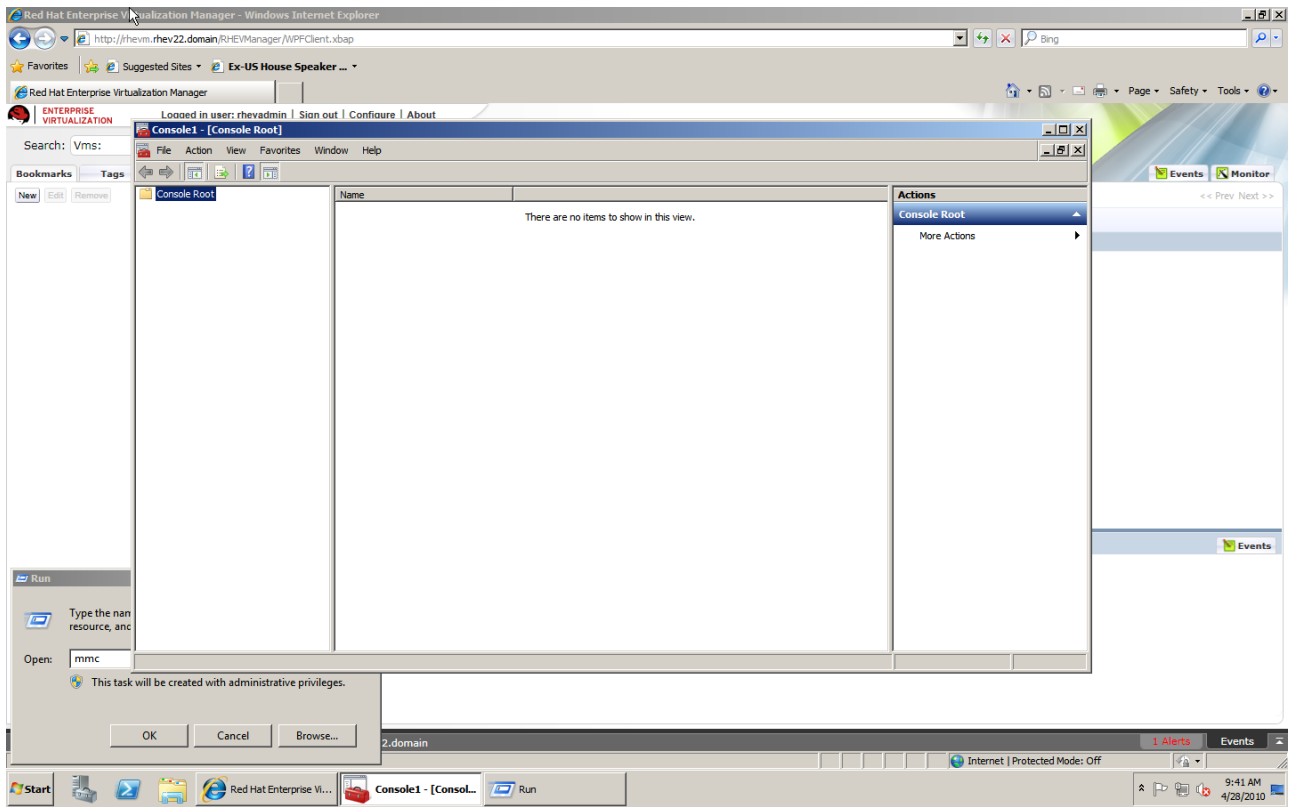 Red Hat Enterprise Virtualization Manager - Windows Internet Explorer
http://rhevm.rhev22.domain/RHEVManager/WPFClient.xbap
Bing
Favorites Suggested Sites Ex-US House Speaker ...
Red Hat Enterprise Virtualization Manager
Page Safety Tools
ENTERPRISE
VIRTUALIZATION
Logged in user: rhevadmin | Sign out | Configure | About
Console1 - [Console Root]
Search: Vms:
File Action View Favorites Window Help
Bookmarks Tags
Events Monitor
New Edit Remove
Console Root
Name
Actions
<< Prev Next >>
There are no items to show in this view.
Console Root
More Actions
Events
Run
Type the nam
resource, and
Open: mmc
This task will be created with administrative privileges.
OK Cancel Browse...
2.domain
1 Alerts Events
Internet | Protected Mode: Off
Start
Red Hat Enterprise Vi...
Console1 - [Consol...
Run
9:41 AM
4/28/2010